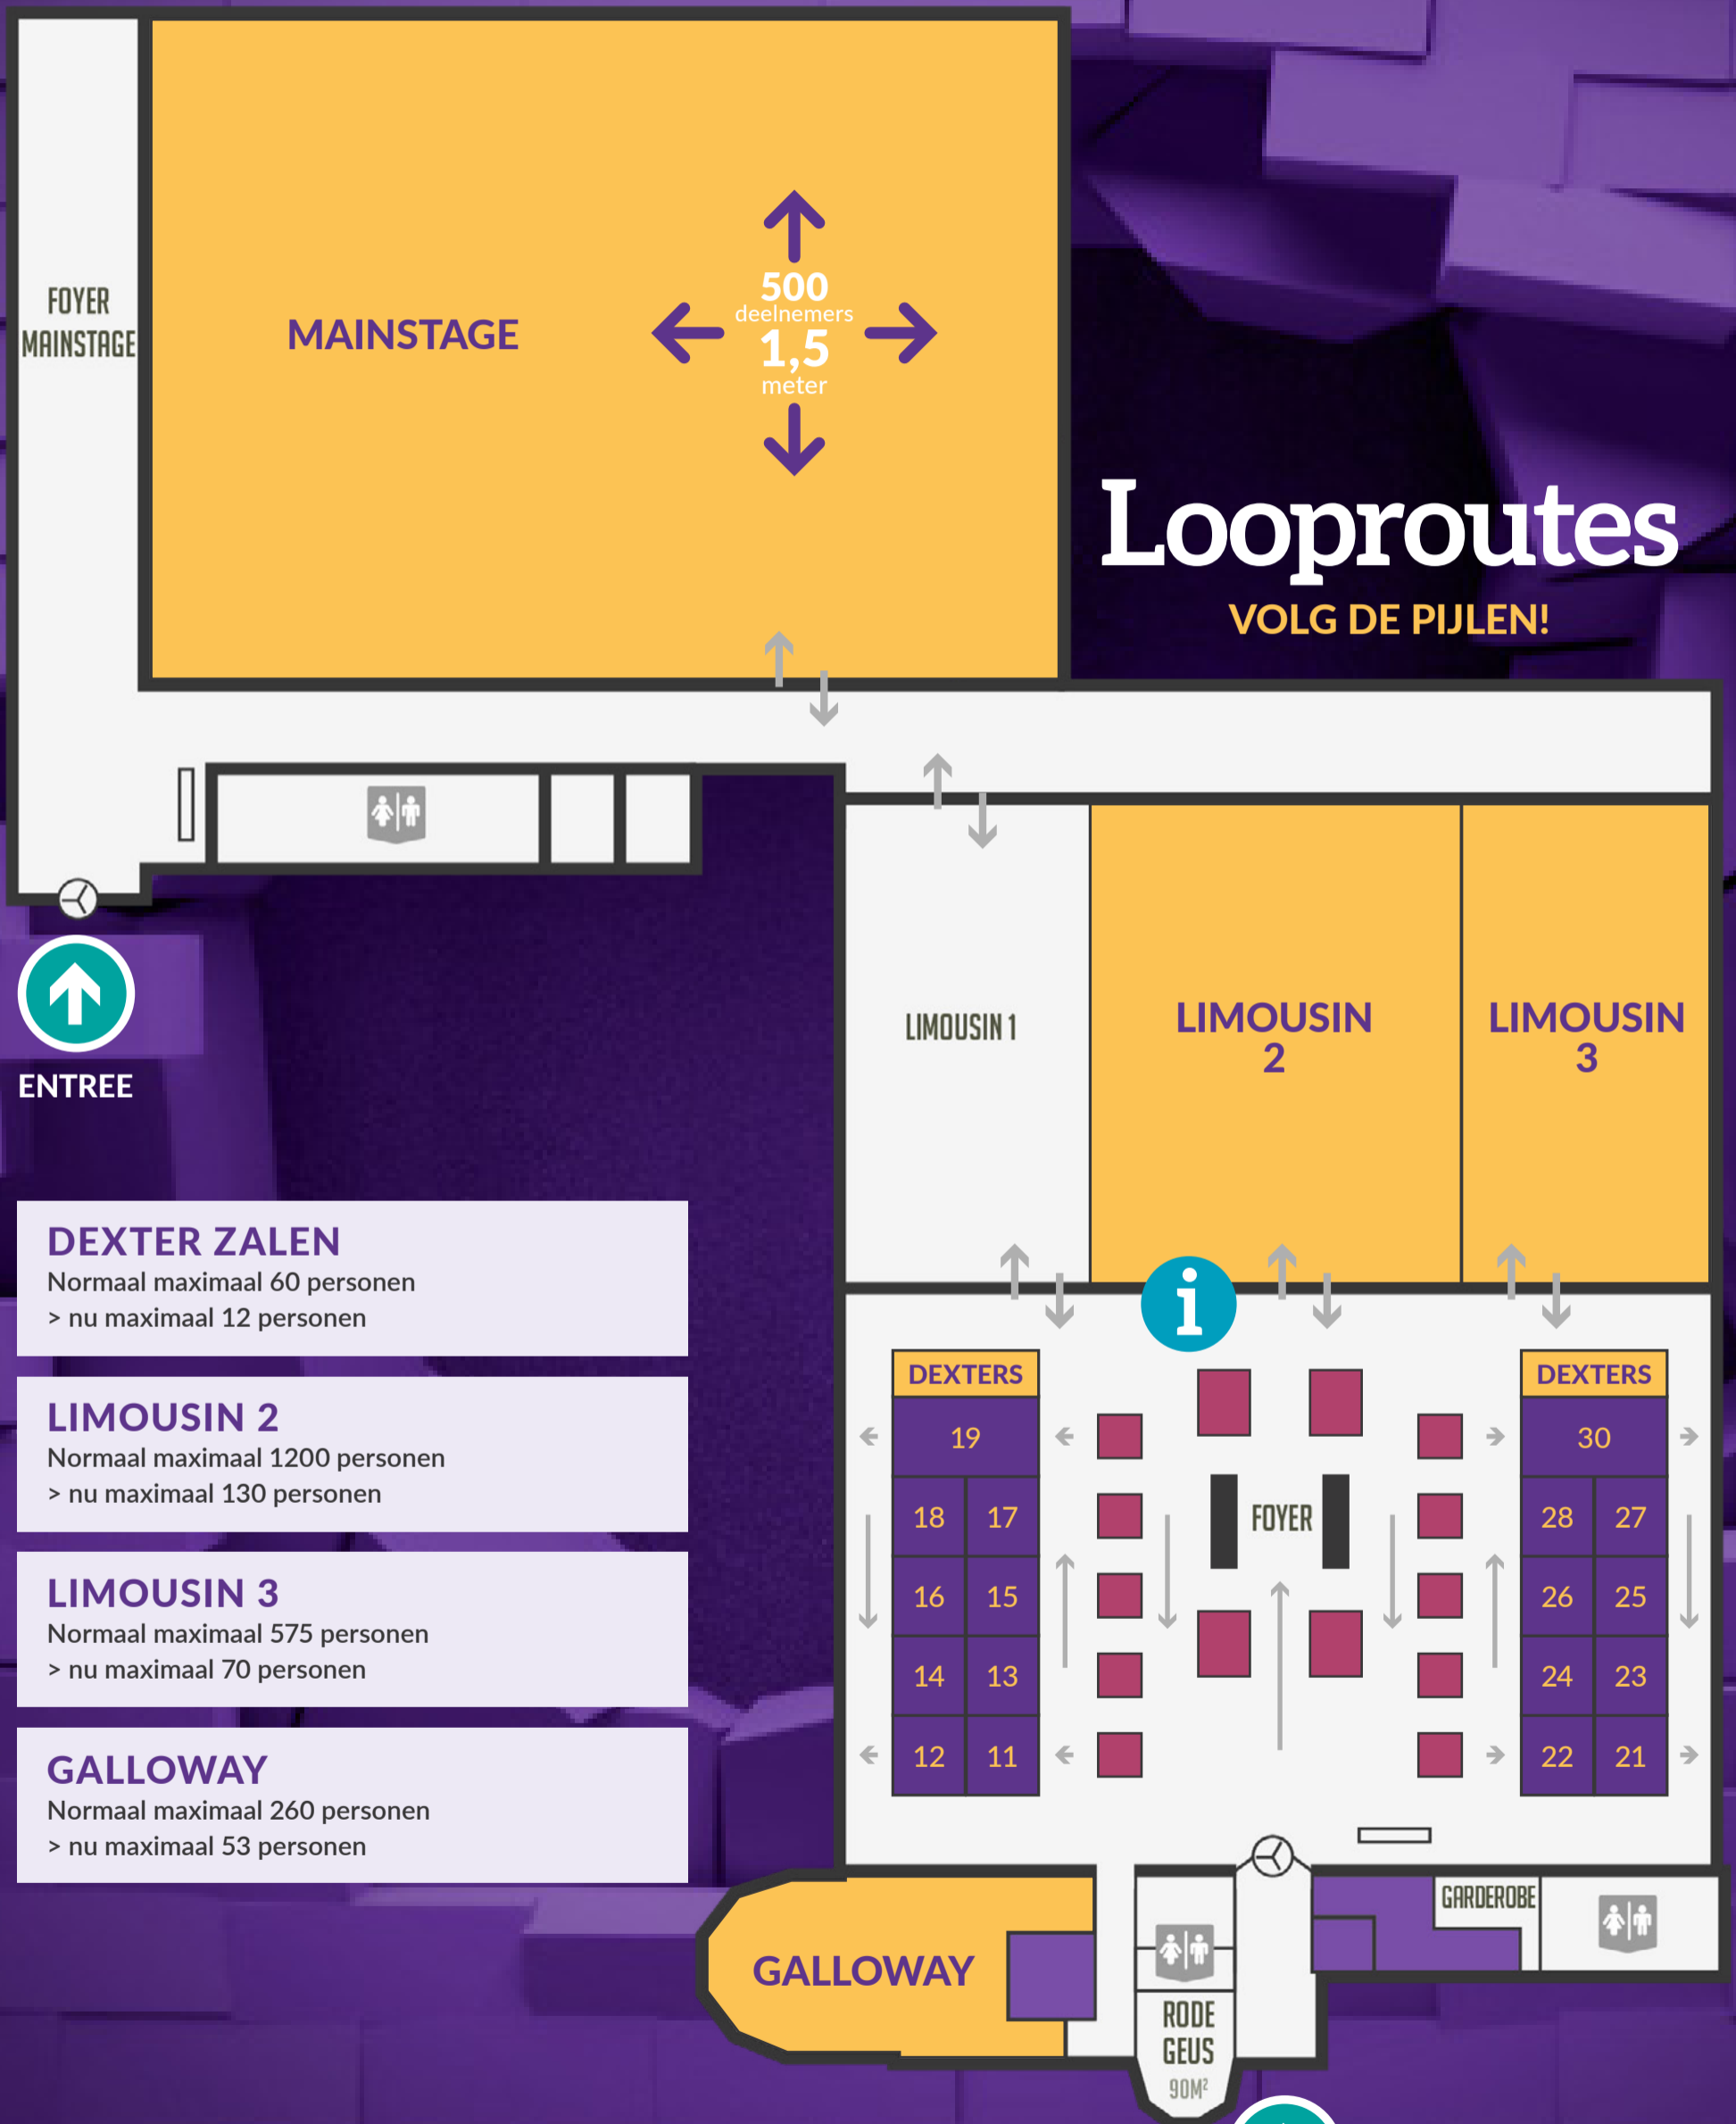 FOYER
MAINSTAGE
MAINSTAGE
500
deelnemers
1,5
meter
Looproutes
VOLG DE PIJLEN!
ENTREE
LIMOUSIN 1
LIMOUSIN
2
LIMOUSIN
3
DEXTER ZALEN
Normaal maximaal 60 personen
> nu maximaal 12 personen
LIMOUSIN 2
Normaal maximaal 1200 personen
> nu maximaal 130 personen
LIMOUSIN 3
Normaal maximaal 575 personen
> nu maximaal 70 personen
GALLOWAY
Normaal maximaal 260 personen
> nu maximaal 53 personen
i
DEXTERS
19
18 17
16 15
14 13
12 11
FOYER
DEXTERS
30
28 27
26 25
24 23
22 21
GALLOWAY
RODE
GEUS
90M²
GARDEROBE